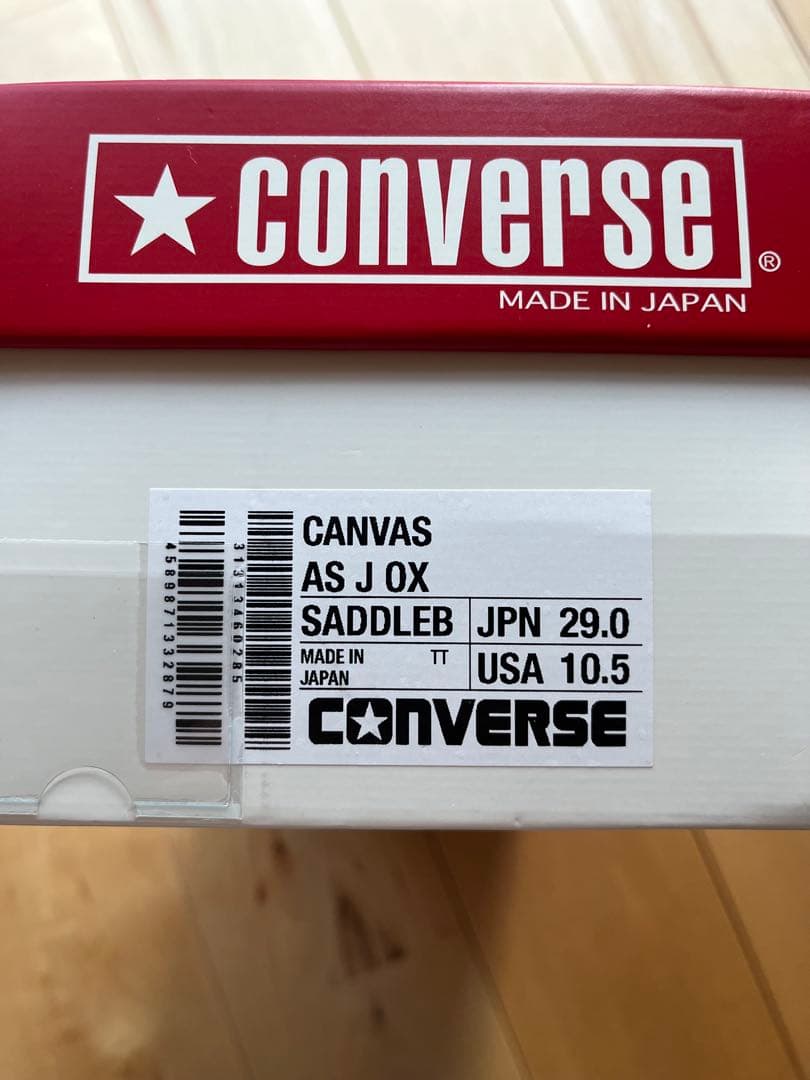 converse®
MADE IN JAPAN
CANVAS
AS J OX
SADDLEB
JPN 29.0
MADE IN JAPAN
TT
USA 10.5
CONVERSE
4589871332879
31313460285